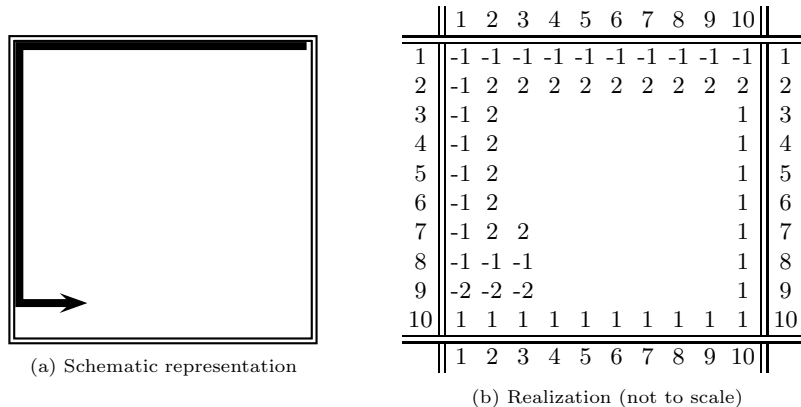 1 2 3 4 5 6 7 8 9 10
1 -1 -1 -1 -1 -1 -1 -1 -1 -1 -1 1
2 -1 2 2 2 2 2 2 2 2 2 2
3 -1 2 1 3
4 -1 2 1 4
5 -1 2 1 5
6 -1 2 1 6
7 -1 2 2 1 7
8 -1 -1 -1 1 8
9 -2 -2 -2 1 9
10 1 1 1 1 1 1 1 1 1 1 10
1 2 3 4 5 6 7 8 9 10
(a) Schematic representation
(b) Realization (not to scale)